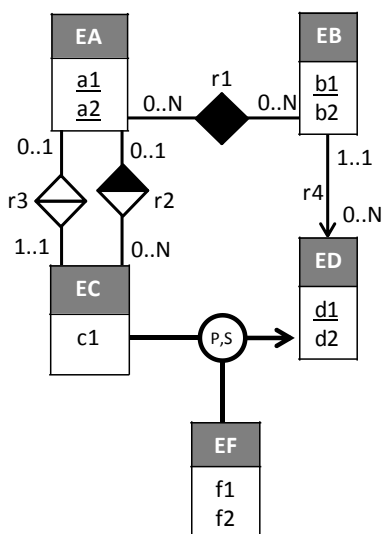 EA
a1
a2
EB
b1
b2
r1
0..N
0..N
0..1
0..1
r3
r2
1..1
0..N
1..1
r4
0..N
EC
c1
P,S
ED
d1
d2
EF
f1
f2